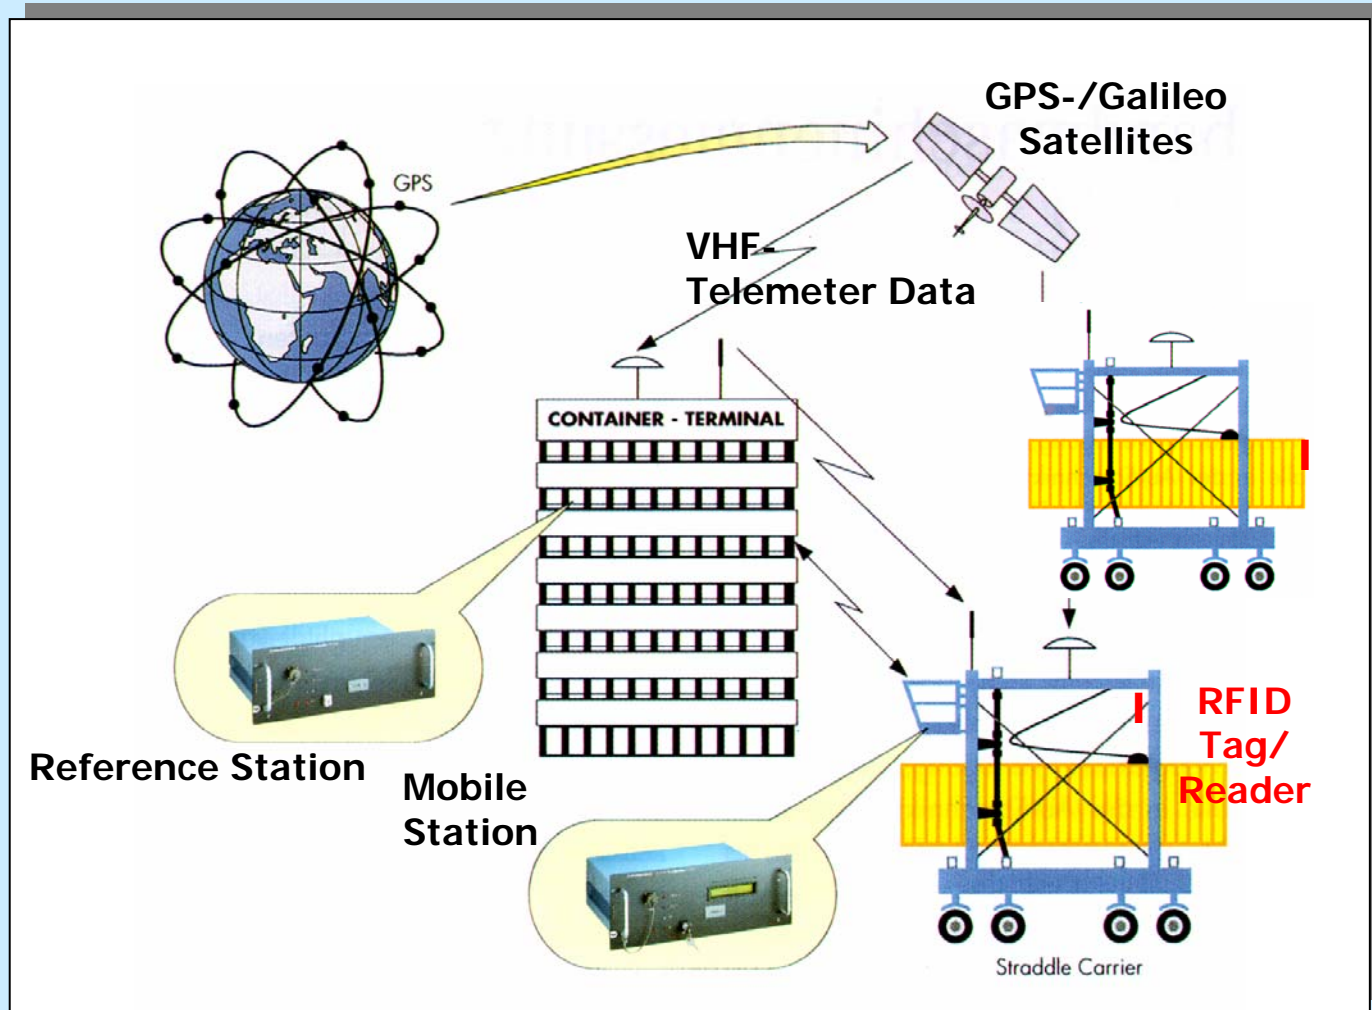 GPS-/Galileo
Satellites
GPS
VHF-
Telemeter Data
CONTAINER - TERMINAL
RFID
Tag/
Reader
Reference Station
Mobile
Station
Straddle Carrier